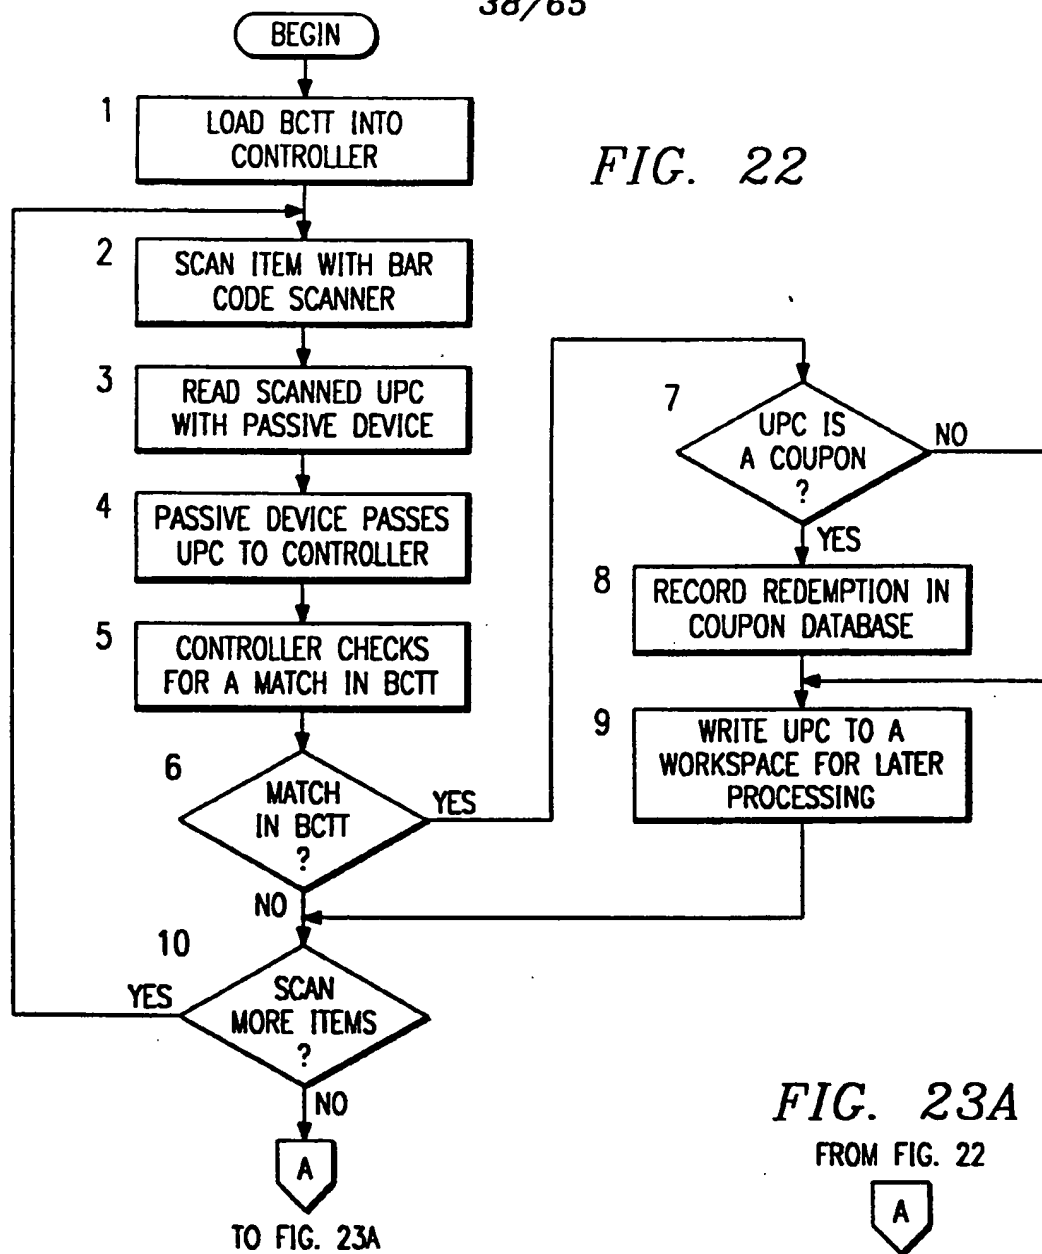 38/65
BEGIN
1
LOAD BCTT INTO
CONTROLLER
FIG. 22
2
SCAN ITEM WITH BAR
CODE SCANNER
3
READ SCANNED UPC
WITH PASSIVE DEVICE
4
PASSIVE DEVICE PASSES
UPC TO CONTROLLER
5
CONTROLLER CHECKS
FOR A MATCH IN BCTT
6
MATCH
IN BCTT
?
YES
NO
7
UPC IS
A COUPON
?
NO
YES
8
RECORD REDEMPTION IN
COUPON DATABASE
9
WRITE UPC TO A
WORKSPACE FOR LATER
PROCESSING
10
SCAN
MORE ITEMS
?
YES
NO
A
TO FIG. 23A
FIG. 23A
FROM FIG. 22
A